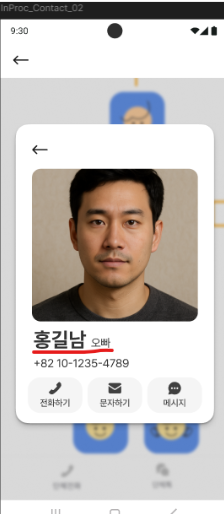 InProc_Contact_02
9:30
홍길남 오빠
+82 10-1235-4789
전화하기 문자하기 메시지